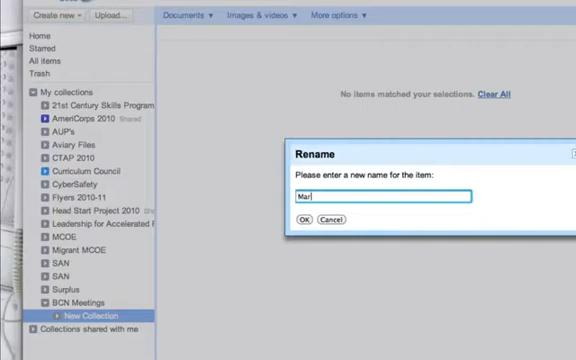 Create new ▾
Upload...
Documents ▾
Images & videos ▾
More options ▾
Home
Starred
All items
Trash
My collections
21st Century Skills Program
AmeriCorps 2010 Shared
AUP's
Aviary Files
CTAP 2010
Curriculum Council
CyberSafety
Flyers 2010-11
Head Start Project 2010
Leadership for Accelerated
MCOE
Migrant MCOE
SAN
SAN
Surplus
BCN Meetings
New Collection
Collections shared with me
No items matched your selections. Clear All
Rename
Please enter a new name for the item:
Mar
OK
Cancel